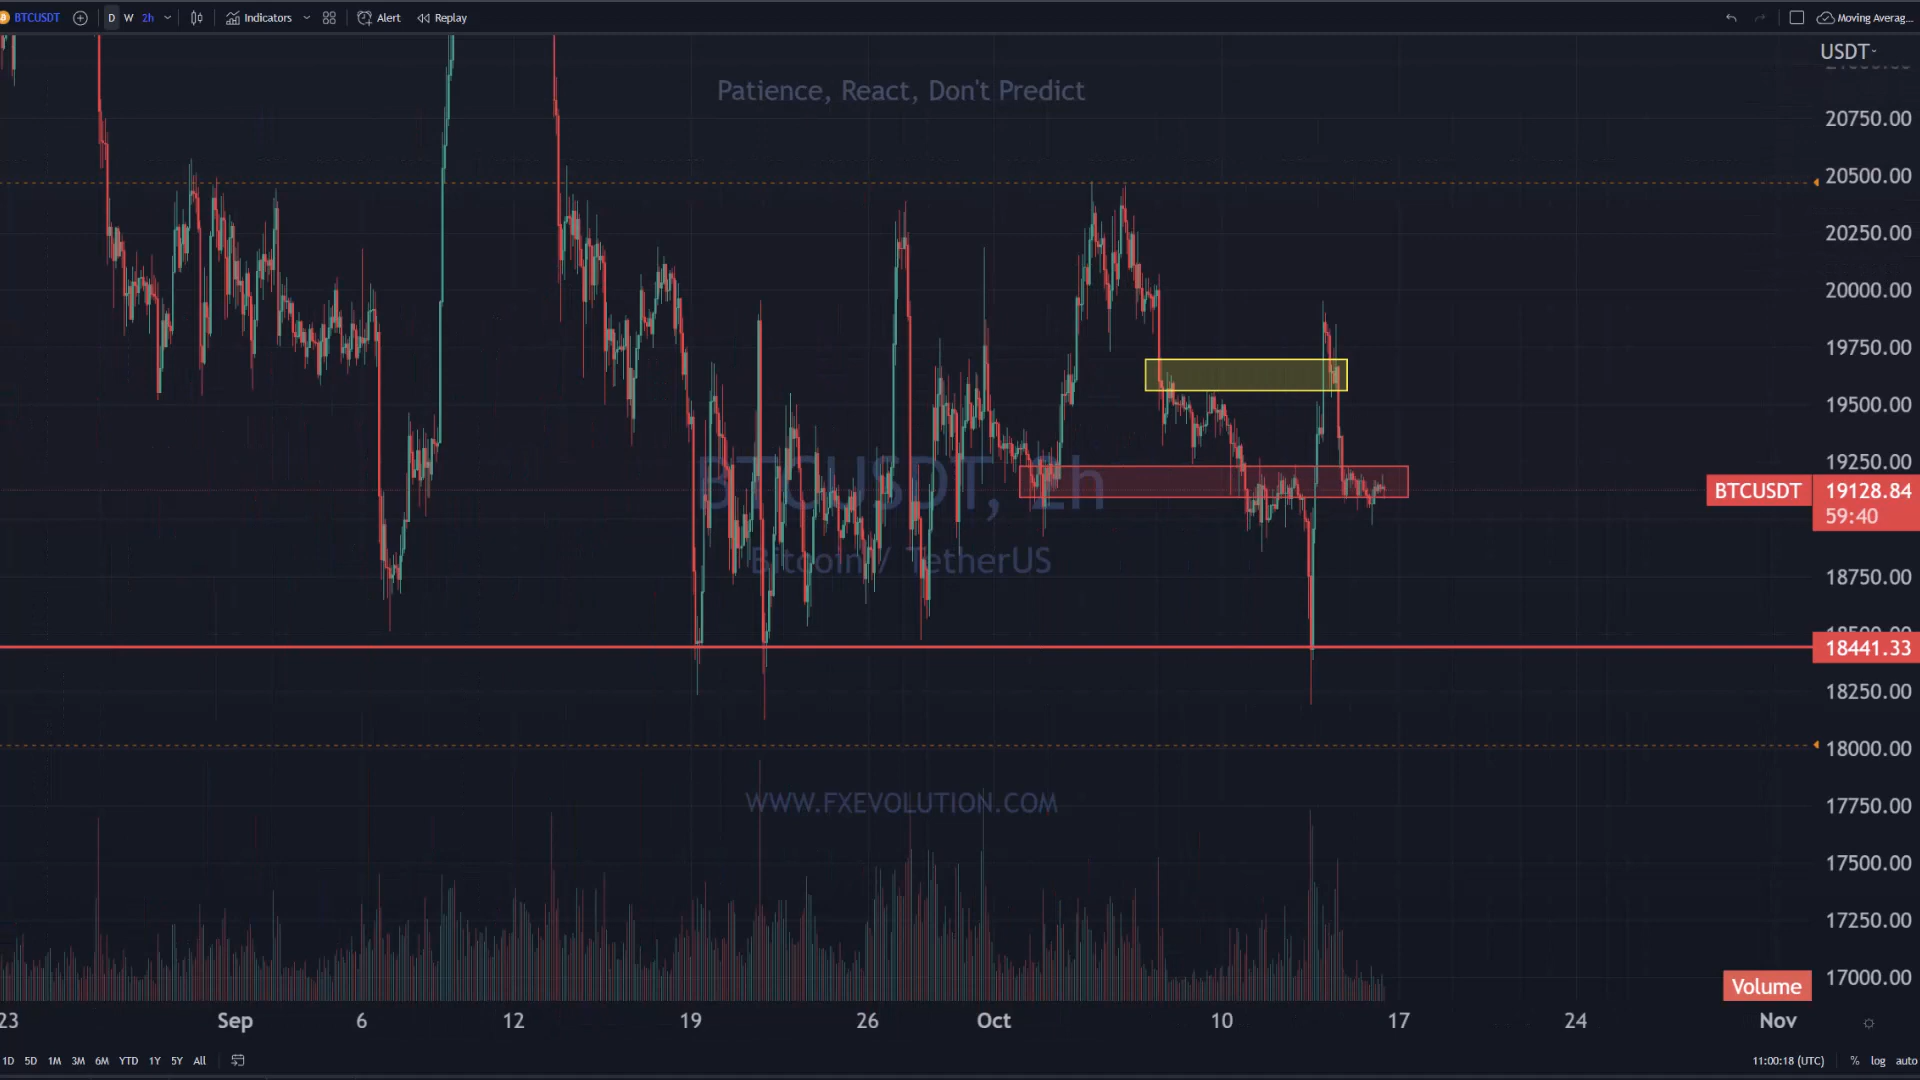 BTCUSDT D W 2h Indicators Alert Replay Moving Averag...
USDT
Patience, React, Don't Predict
20750.00
20500.00
20250.00
20000.00
19750.00
19500.00
19250.00
BTCUSDT, 2h
BTCUSDT 19128.84
59:40
Bitcoin / TetherUS
18750.00
18441.33
18250.00
18000.00
WWW.FXEVOLUTION.COM
17750.00
17500.00
17250.00
17000.00
Volume
23 Sep 6 12 19 26 Oct 10 17 24 Nov
1D 5D 1M 3M 6M YTD 1Y 5Y All 11:00:18 (UTC) % log auto